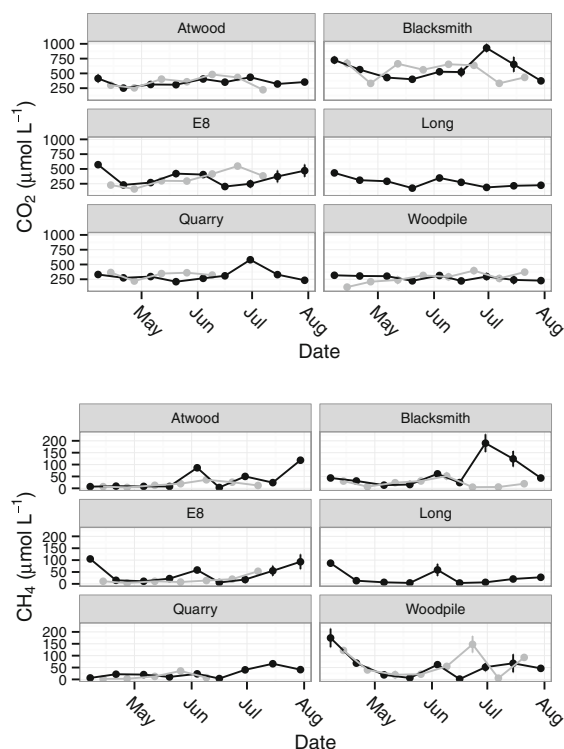 Atwood Blacksmith
1000
750
500
250
E8 Long
1000
750
500
250
Quarry Woodpile
1000
750
500
250
CO₂ (μmol L⁻¹)
May Jun Jul Aug May Jun Jul Aug
Date
Atwood Blacksmith
200
150
100
50
0
E8 Long
200
150
100
50
0
Quarry Woodpile
200
150
100
50
0
CH₄ (μmol L⁻¹)
May Jun Jul Aug May Jun Jul Aug
Date